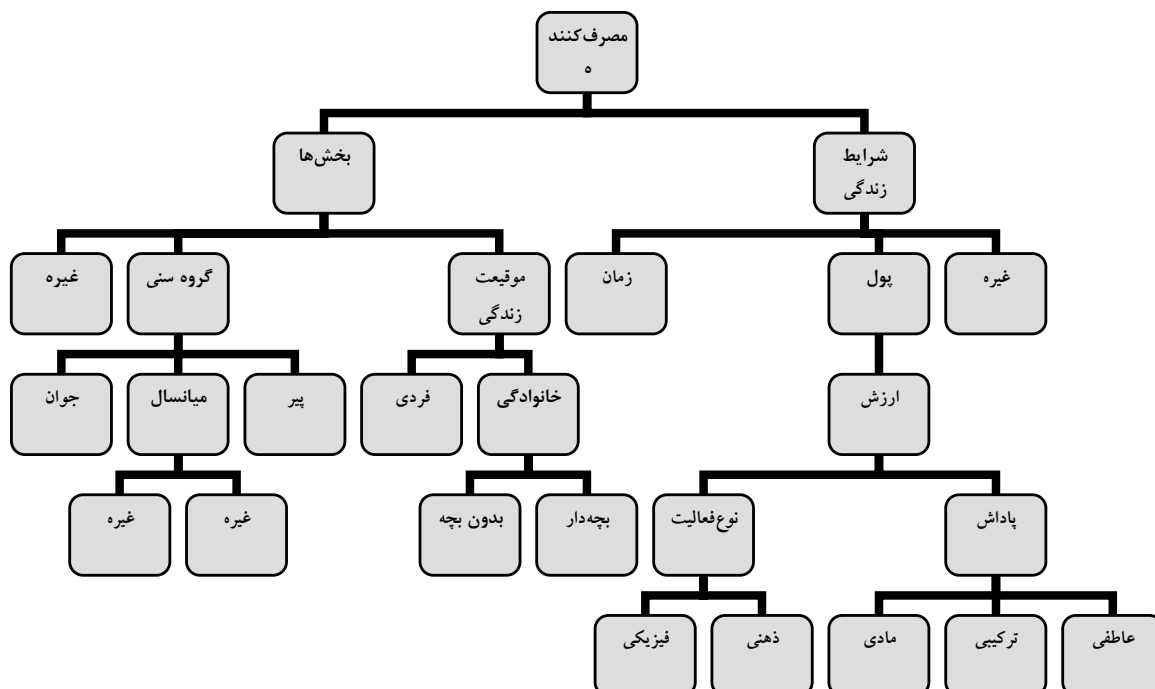 مصرف‌کنند
ه
شرایط
زندگی
بخش‌ها
غیره
پول
زمان
موقیعت
زندگی
گروه سنی
غیره
ارزش
خانوادگی
فردی
پیر
میانسال
جوان
پاداش
نوع‌فعالیت
بچه‌دار
بدون بچه
غیره
غیره
عاطفی
ترکیبی
مادی
ذهنی
فیزیکی